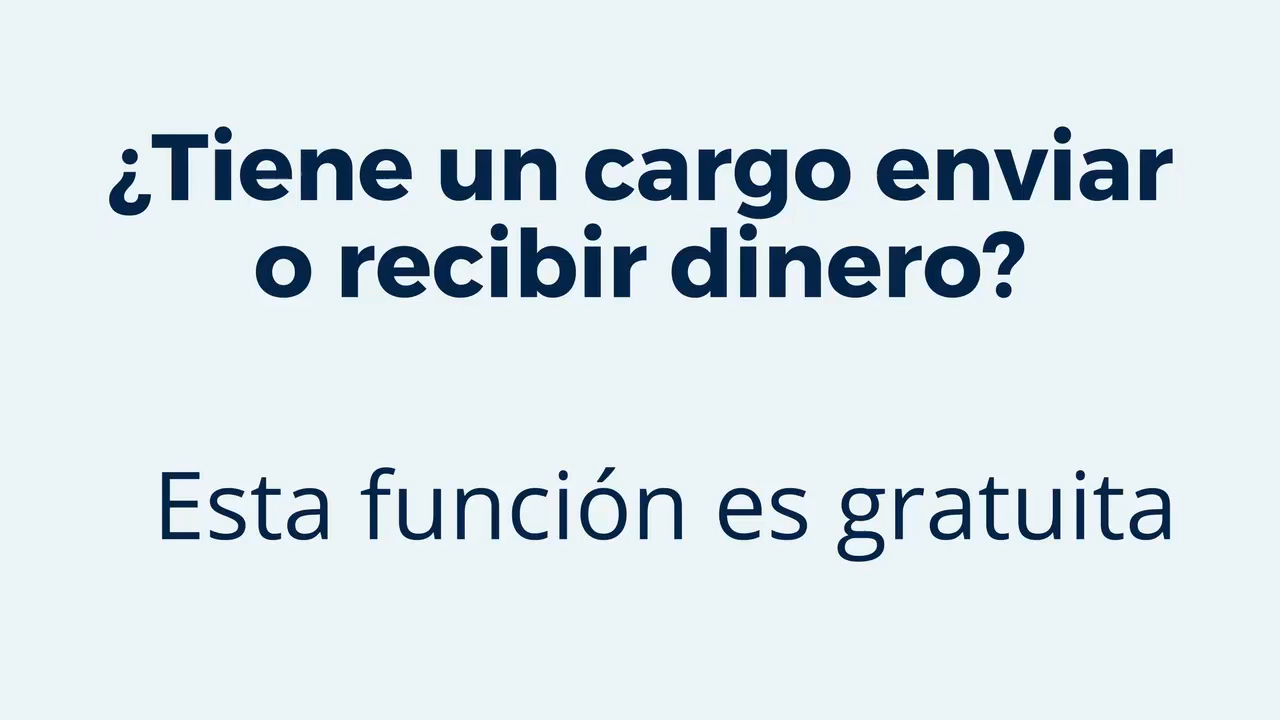 ¿Tiene un cargo enviar
o recibir dinero?
Esta función es gratuita